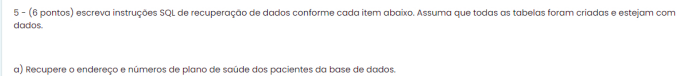 5 - (6 pontos) escreva instruções SQL de recuperação de dados conforme cada item abaixo. Assuma que todas as tabelas foram criadas e estejam com
dados.
a) Recupere o endereço e números de plano de saúde dos pacientes da base de dados.